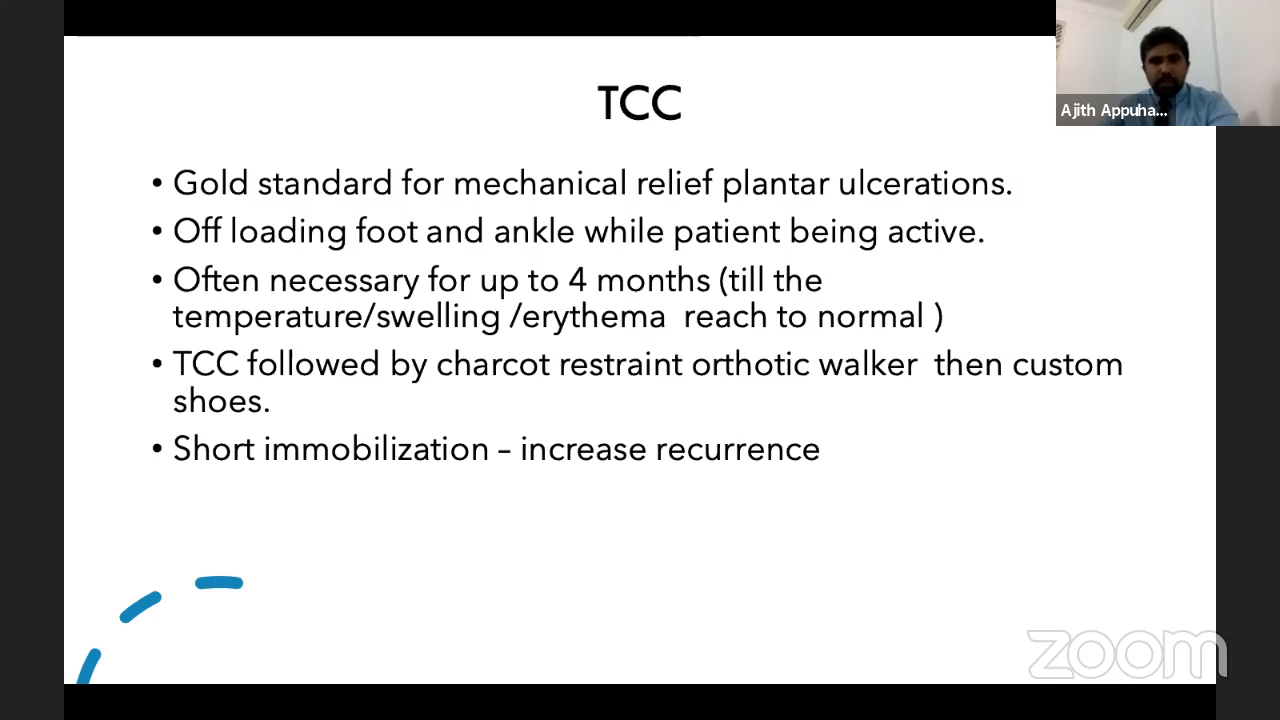 TCC
Ajith Appuha...
• Gold standard for mechanical relief plantar ulcerations.
• Off loading foot and ankle while patient being active.
• Often necessary for up to 4 months (till the
temperature/swelling /erythema  reach to normal )
• TCC followed by charcot restraint orthotic walker  then custom
shoes.
• Short immobilization – increase recurrence
zoom